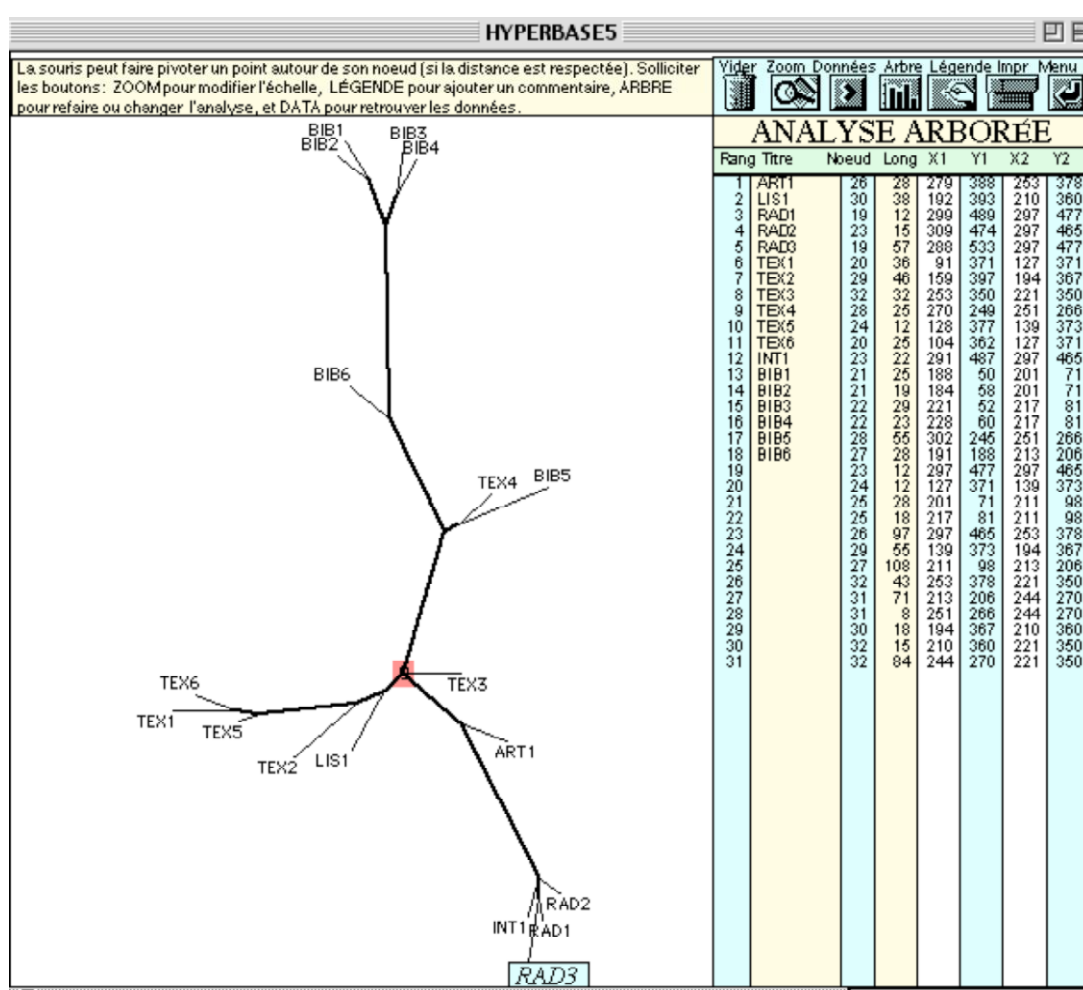 HYPERBASE5
La souris peut faire pivoter un point autour de son noeud (si la distance est respectée). Solliciter
les boutons: ZOOM pour modifier l'échelle, LÉGENDE pour ajouter un commentaire, ARBRE
pour refaire ou changer l'analyse, et DATA pour retrouver les données.
Vider Zoom Données Arbre Légende Impr Menu
ANALYSE ARBORÉE
Rang Titre Noeud Long X1 Y1 X2 Y2
1 ART1 26 28 279 388 253 378
2 LIS1 30 38 192 393 210 360
3 RAD1 19 12 299 489 297 477
4 RAD2 23 15 309 474 297 465
5 RAD3 19 57 288 533 297 477
6 TEX1 20 36 91 371 127 371
7 TEX2 29 46 159 397 194 367
8 TEX3 32 32 253 350 221 350
9 TEX4 28 25 270 249 251 266
10 TEX5 24 12 128 377 139 373
11 TEX6 20 25 104 362 127 371
12 INT1 23 22 291 487 297 465
13 BIB1 21 25 188 50 201 71
14 BIB2 21 19 184 58 201 71
15 BIB3 22 29 221 52 217 81
16 BIB4 22 23 228 60 217 81
17 BIB5 28 55 302 245 251 266
18 BIB6 27 28 191 188 213 206
19 23 12 297 477 297 465
20 24 12 127 371 139 373
21 25 28 201 71 211 98
22 25 18 217 81 211 98
23 26 97 297 465 253 378
24 29 55 139 373 194 367
25 27 108 211 98 213 206
26 32 43 253 378 221 350
27 31 71 213 206 244 270
28 31 8 251 266 244 270
29 30 18 194 367 210 360
30 32 15 210 360 221 350
31 32 84 244 270 221 350
BIB1
BIB3
BIB2
BIB4
BIB6
TEX4
BIB5
TEX6
TEX3
TEX1
TEX5
ART1
TEX2
LIS1
RAD2
INT1
RAD1
RAD3